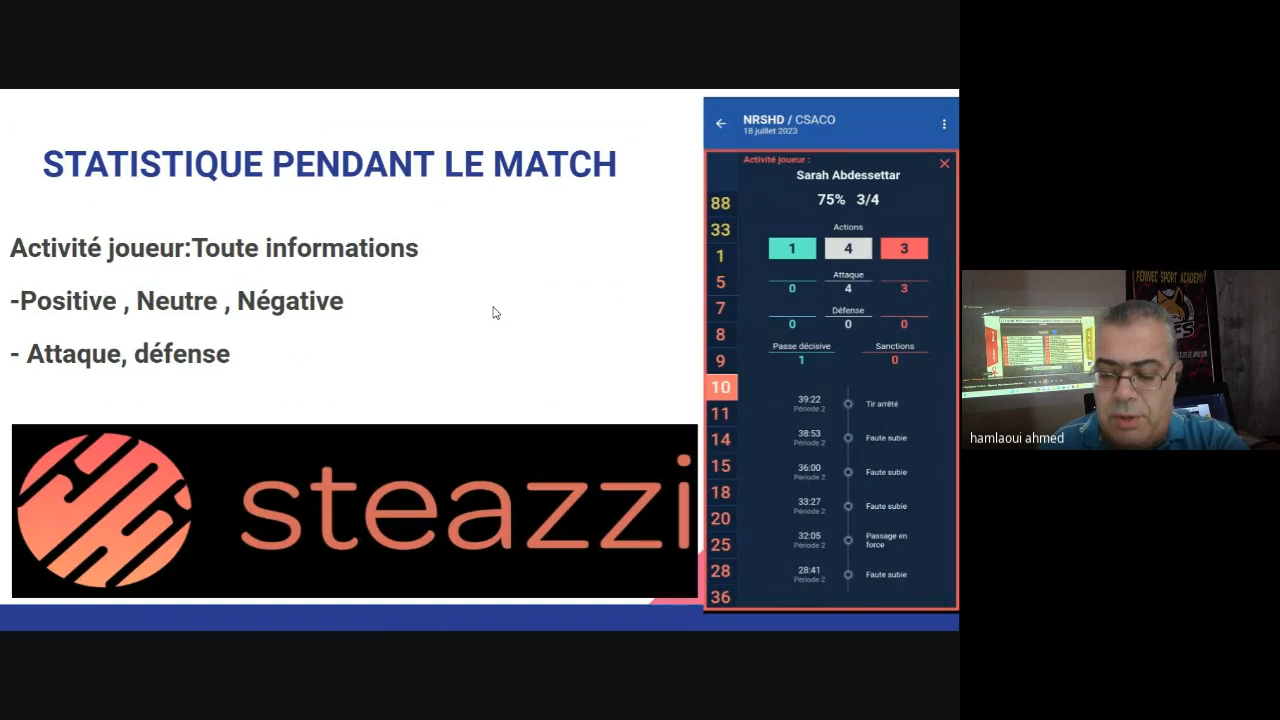 STATISTIQUE PENDANT LE MATCH
Activité joueur:Toute informations
-Positive , Neutre , Négative
- Attaque, défense
steazzi
NRSHD / CSACO
18 juillet 2023
Activité joueur :
Sarah Abdessettar
75% 3/4
Actions
1 4 3
Attaque
0 4 3
Défense
0 0 0
Passe décisive Sanctions
1 0
39:22 Tir arrêté
Période 2
38:53 Faute subie
Période 2
36:00 Faute subie
Période 2
33:27 Faute subie
Période 2
32:05 Passage en force
Période 2
28:41 Faute subie
Période 2
88
33
1
5
7
8
9
10
11
14
15
18
20
25
28
36
FENNEC SPORT ACADEMY
hamlaoui ahmed